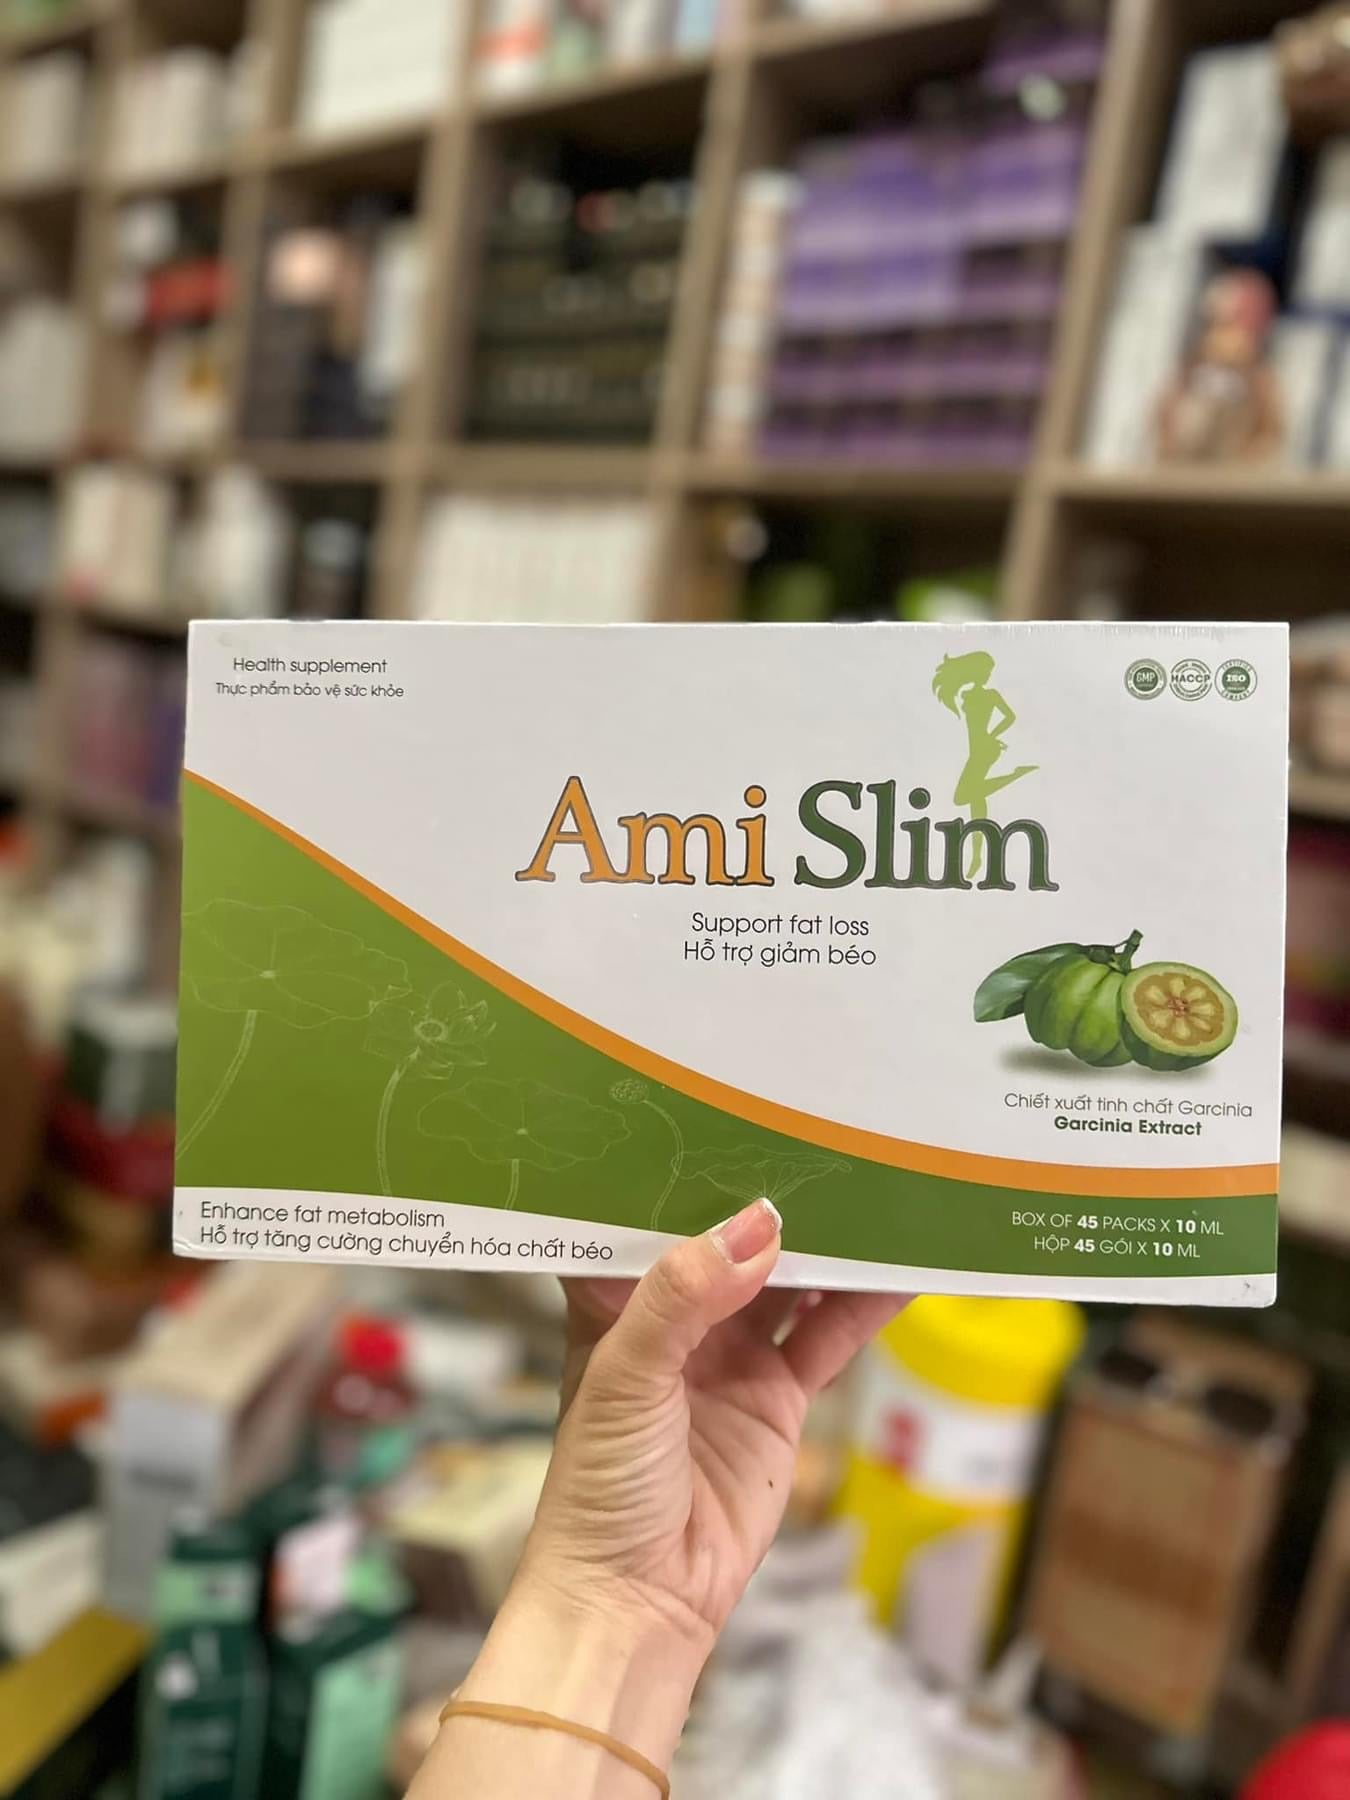 Health supplement
Thực phẩm bảo vệ sức khỏe
GMP
HACCP
ISO
Ami Slim
Support fat loss
Hỗ trợ giảm béo
Chiết xuất tinh chất Garcinia
Garcinia Extract
Enhance fat metabolism
Hỗ trợ tăng cường chuyển hóa chất béo
BOX OF 45 PACKS X 10 ML
HỘP 45 GÓI X 10 ML